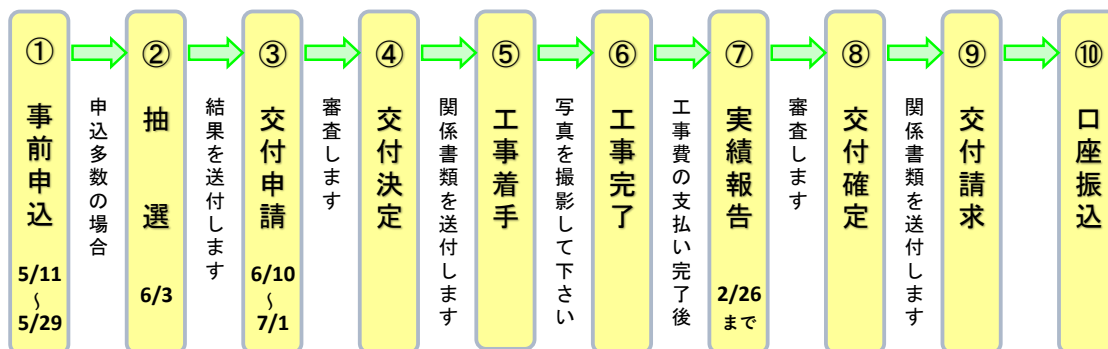 ①
事前申込
5/11
～
5/29
申込多数の場合
②
抽選
6/3
結果を送付します
③
交付申請
6/10
～
7/1
審査します
④
交付決定
関係書類を送付します
⑤
工事着手
写真を撮影して下さい
⑥
工事完了
工事費の支払い完了後
⑦
実績報告
2/26
まで
審査します
⑧
交付確定
関係書類を送付します
⑨
交付請求
⑩
口座振込